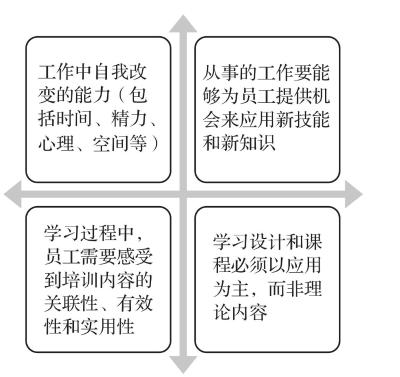 工作中自我改
变的能力（包
括时间、精力、
心理、空间等）
从事的工作要能
够为员工提供机
会来应用新技能
和新知识
学习过程中，
员工需要感受
到培训内容的
关联性、有效
性和实用性
学习设计和课
程必须以应用
为主，而非理
论内容